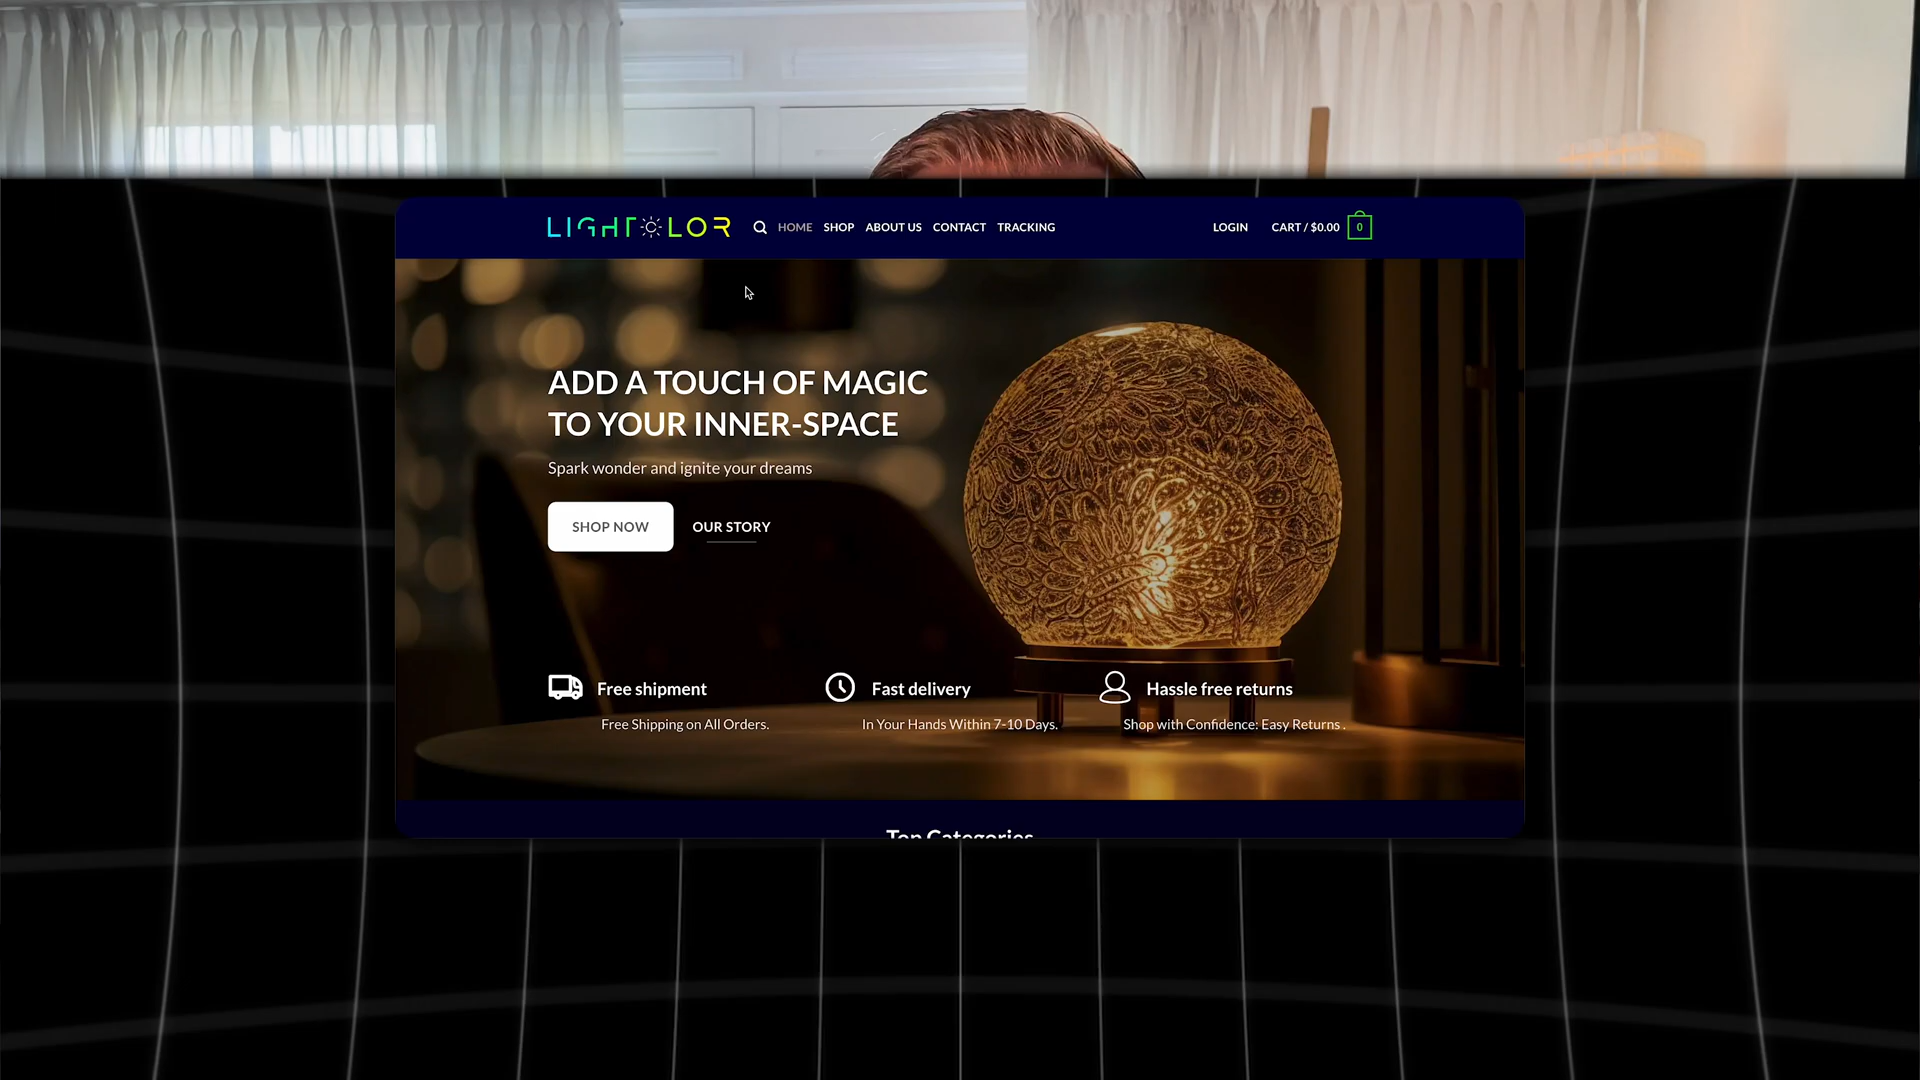 LIGHTCOLOR HOME SHOP ABOUT US CONTACT TRACKING LOGIN CART / $0.00 0
ADD A TOUCH OF MAGIC
TO YOUR INNER-SPACE
Spark wonder and ignite your dreams
SHOP NOW OUR STORY
Free shipment Fast delivery Hassle free returns
Free Shipping on All Orders. In Your Hands Within 7-10 Days. Shop with Confidence: Easy Returns .
Top Categories